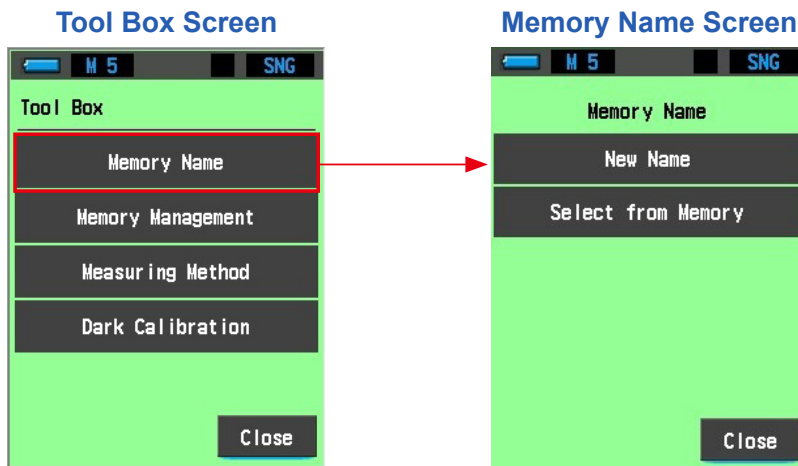 Tool Box Screen
M 5 SNG
Tool Box
Memory Name
Memory Management
Measuring Method
Dark Calibration
Close
Memory Name Screen
M 5 SNG
Memory Name
New Name
Select from Memory
Close